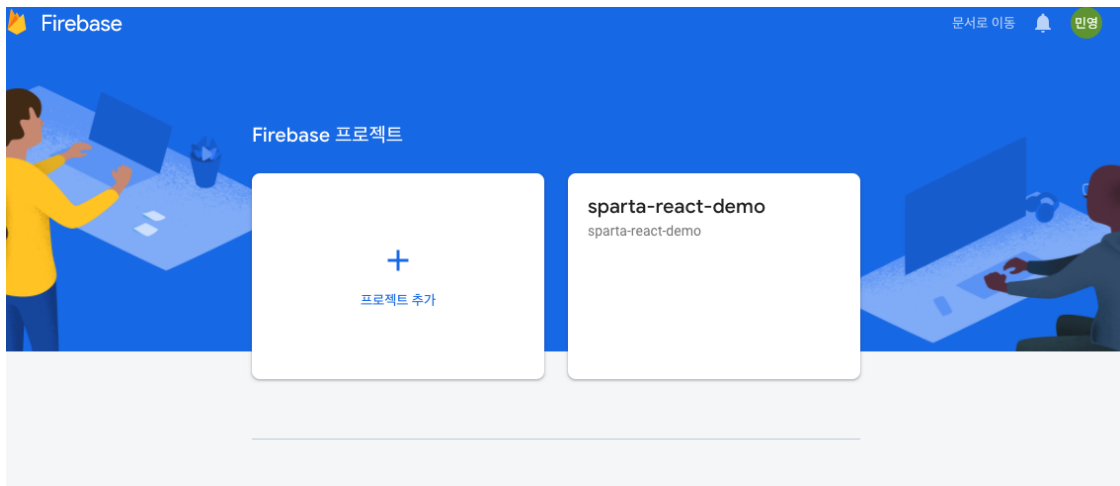 Firebase
문서로 이동
민영
Firebase 프로젝트
프로젝트 추가
sparta-react-demo
sparta-react-demo